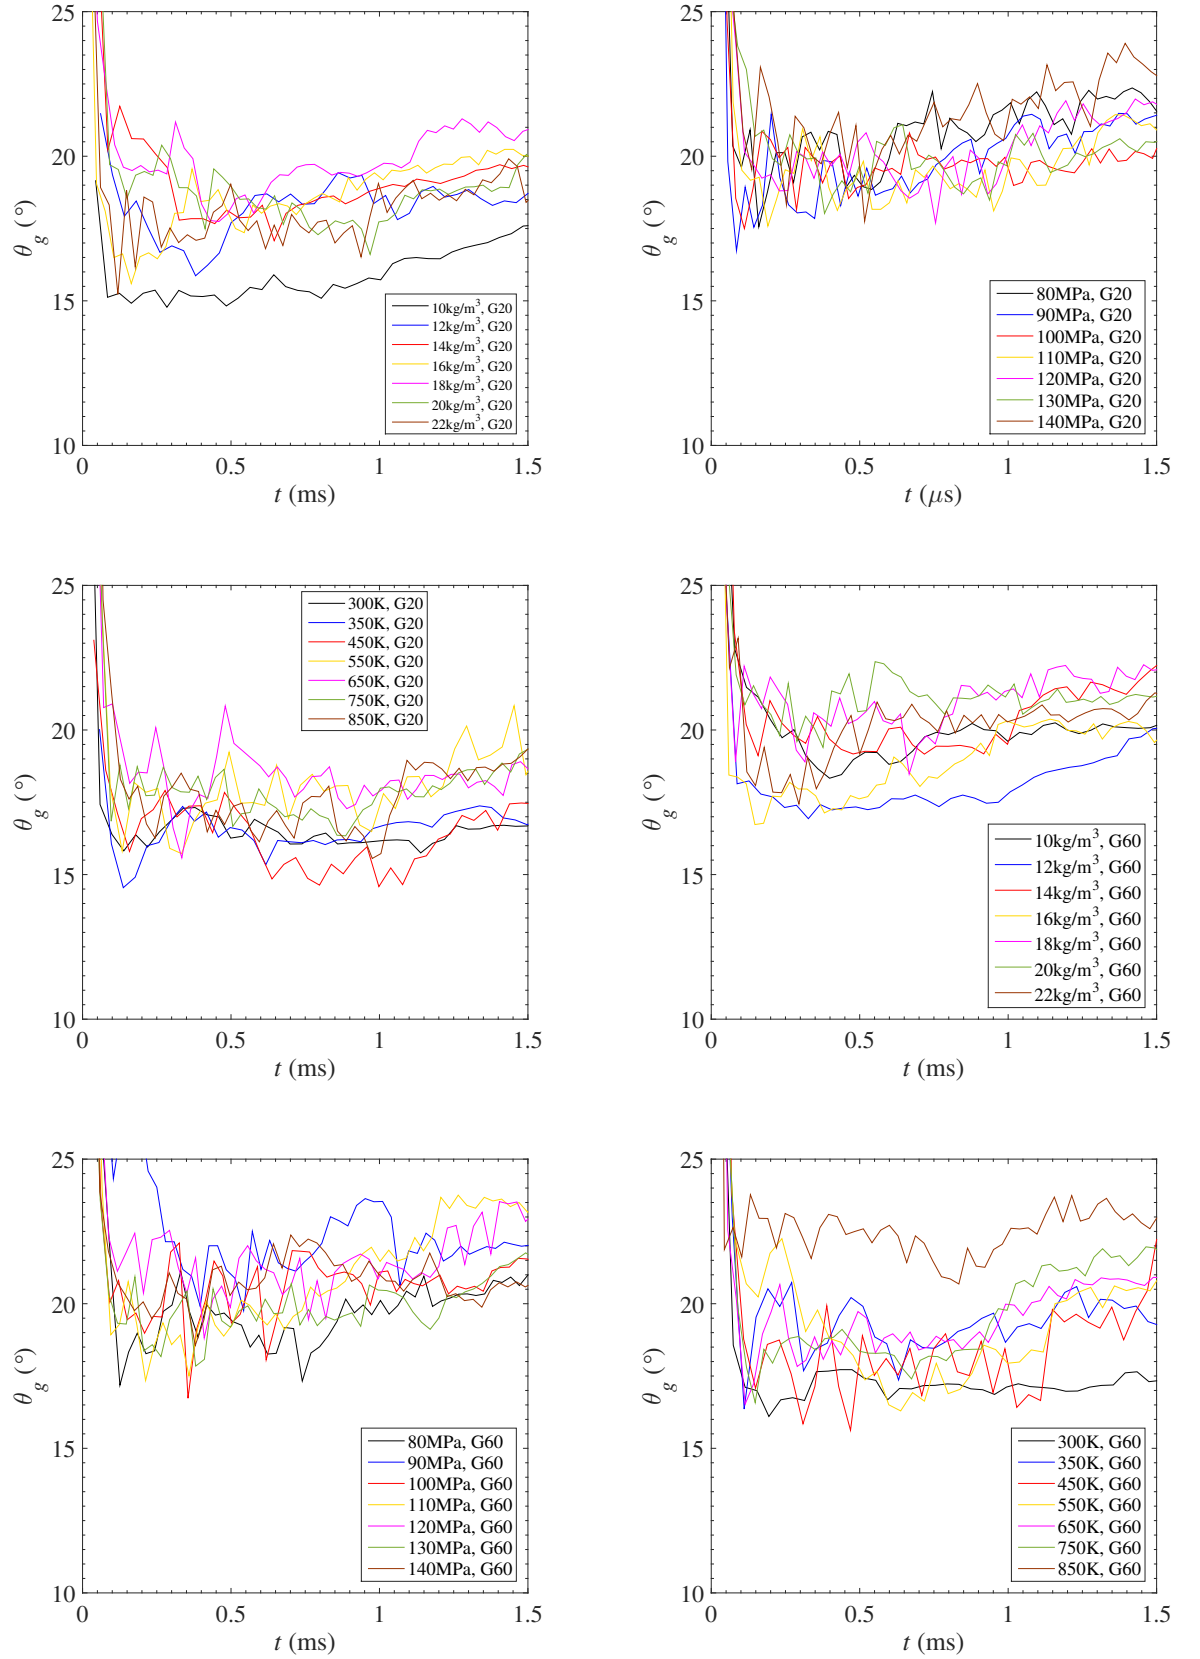 25
20
15
10
θg (°)
0 0.5 1 1.5
t (ms)
10kg/m³, G20
12kg/m³, G20
14kg/m³, G20
16kg/m³, G20
18kg/m³, G20
20kg/m³, G20
22kg/m³, G20
25
20
15
10
θg (°)
0 0.5 1 1.5
t (μs)
80MPa, G20
90MPa, G20
100MPa, G20
110MPa, G20
120MPa, G20
130MPa, G20
140MPa, G20
25
20
15
10
θg (°)
0 0.5 1 1.5
t (ms)
300K, G20
350K, G20
450K, G20
550K, G20
650K, G20
750K, G20
850K, G20
25
20
15
10
θg (°)
0 0.5 1 1.5
t (ms)
10kg/m³, G60
12kg/m³, G60
14kg/m³, G60
16kg/m³, G60
18kg/m³, G60
20kg/m³, G60
22kg/m³, G60
25
20
15
10
θg (°)
0 0.5 1 1.5
t (ms)
80MPa, G60
90MPa, G60
100MPa, G60
110MPa, G60
120MPa, G60
130MPa, G60
140MPa, G60
25
20
15
10
θg (°)
0 0.5 1 1.5
t (ms)
300K, G60
350K, G60
450K, G60
550K, G60
650K, G60
750K, G60
850K, G60